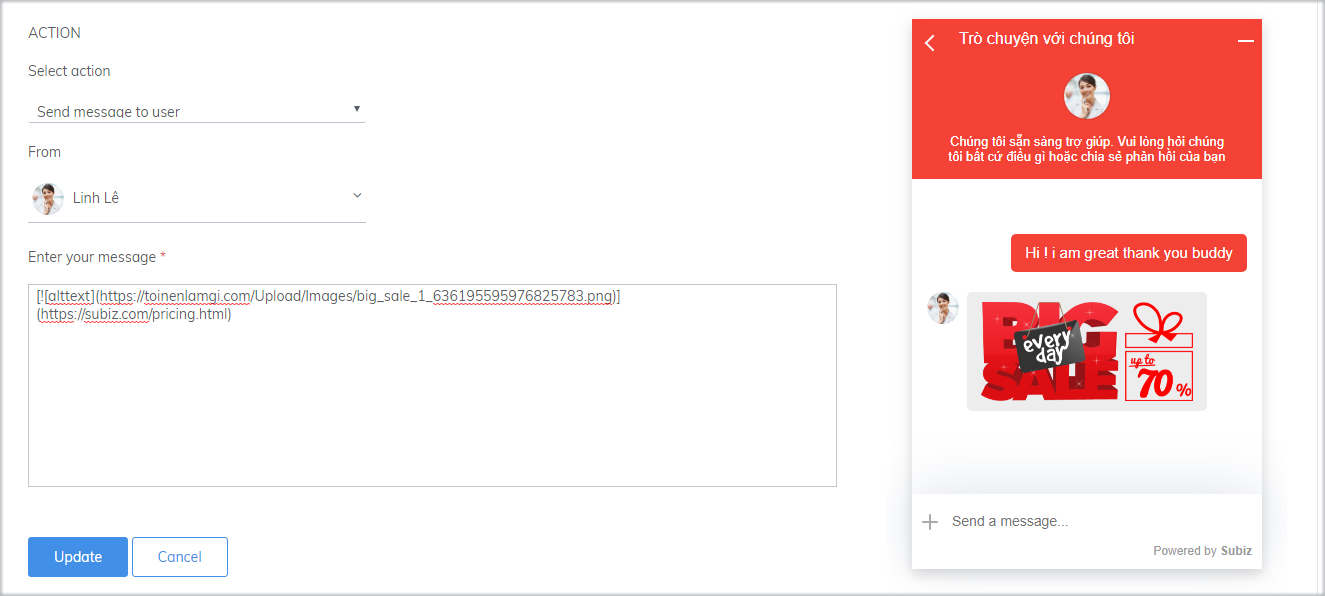 ACTION
Select action
Send message to user
From
Linh Lê
Enter your message *
[![alttext](https://toinenlamgi.com/Upload/Images/big_sale_1_636195595976825783.png)]
(https://subiz.com/pricing.html)
Update Cancel
Trò chuyện với chúng tôi
Chúng tôi sẵn sàng trợ giúp. Vui lòng hỏi chúng
tôi bất cứ điều gì hoặc chia sẻ phản hồi của bạn
Hi ! i am great thank you buddy
BIG
every
day
SALE
up to
70%
Send a message...
Powered by Subiz